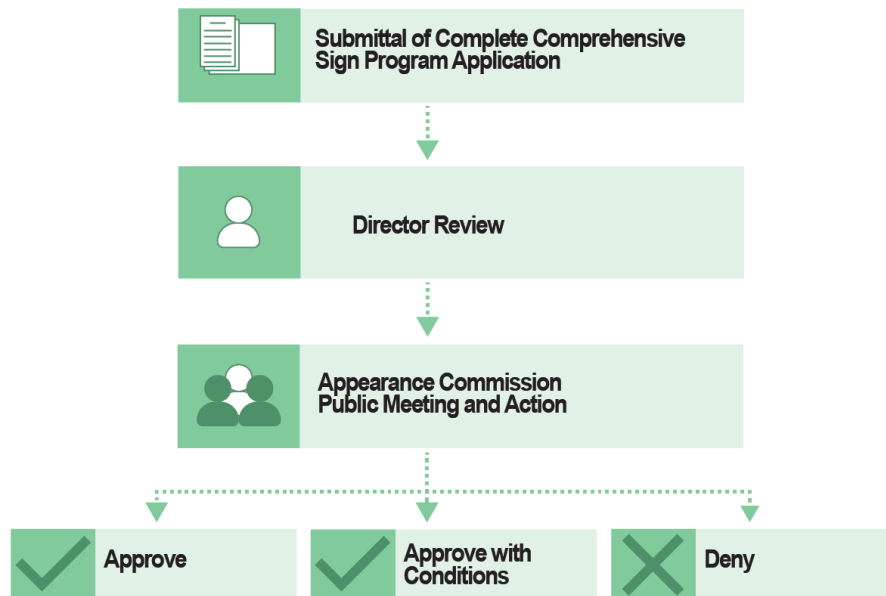 Submittal of Complete Comprehensive
Sign Program Application
Director Review
Appearance Commission
Public Meeting and Action
Approve
Approve with
Conditions
Deny